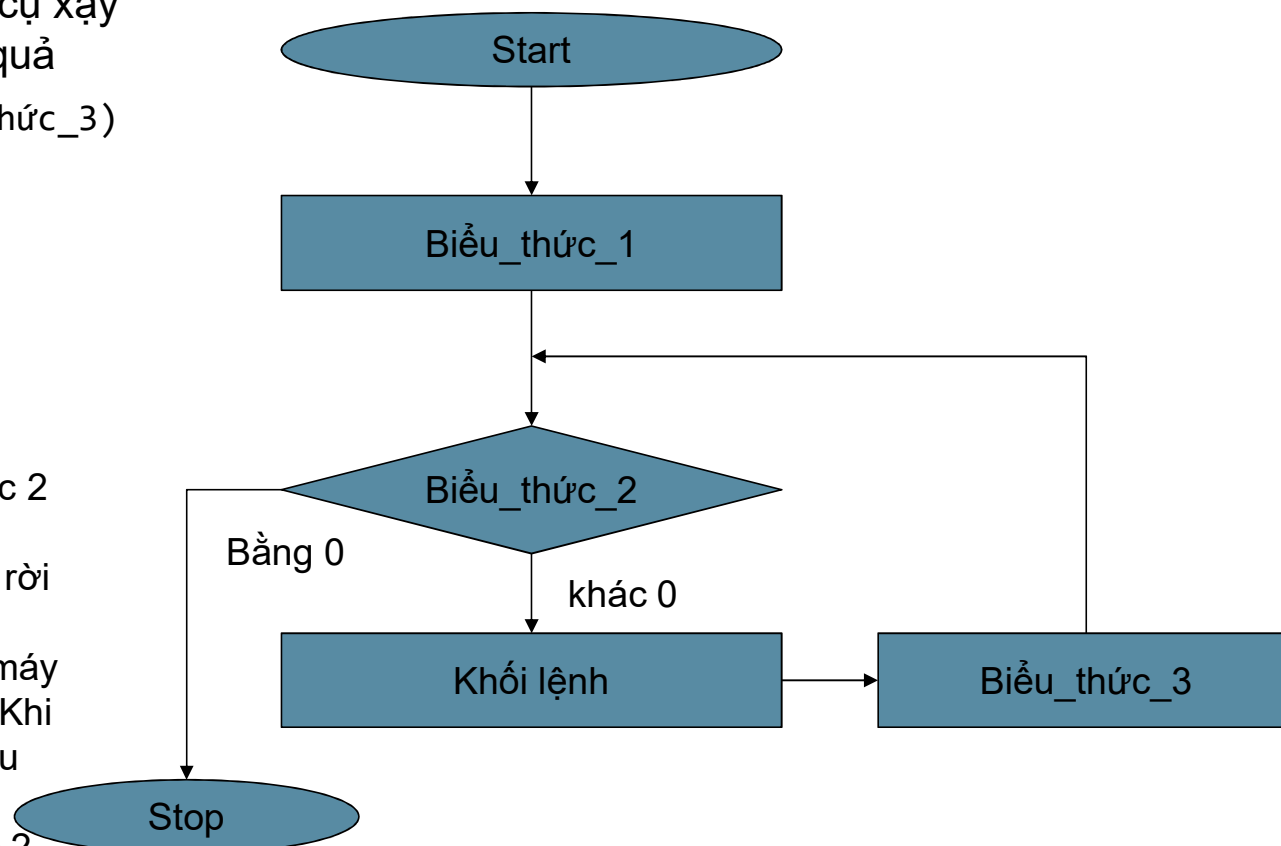 cụ xảy
quả
hức_3)
c 2
rời
máy
Khi
u
2
Start
Biểu_thức_1
Biểu_thức_2
Bằng 0
khác 0
Khối lệnh
Biểu_thức_3
Stop